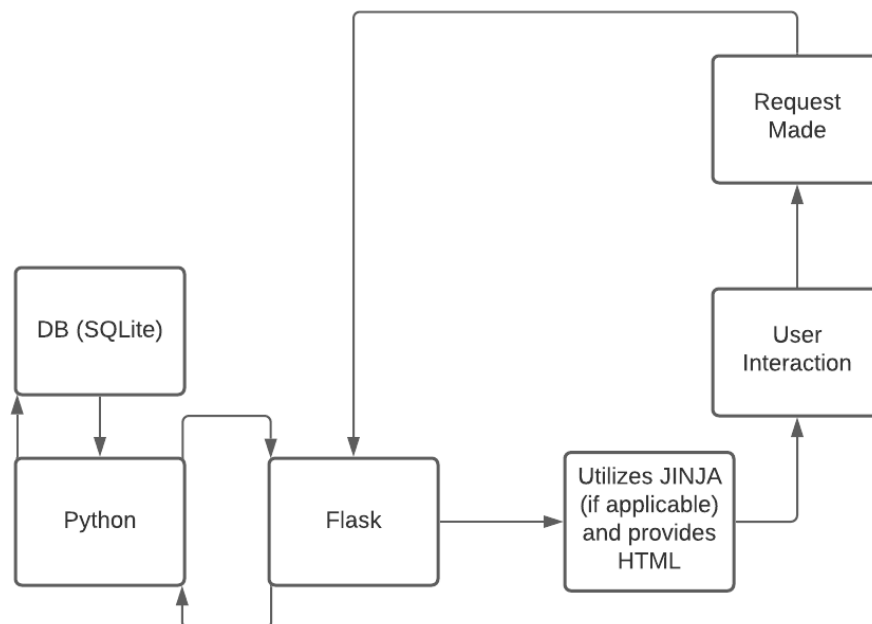 Request
Made
User
Interaction
DB (SQLite)
Python
Flask
Utilizes JINJA
(if applicable)
and provides
HTML